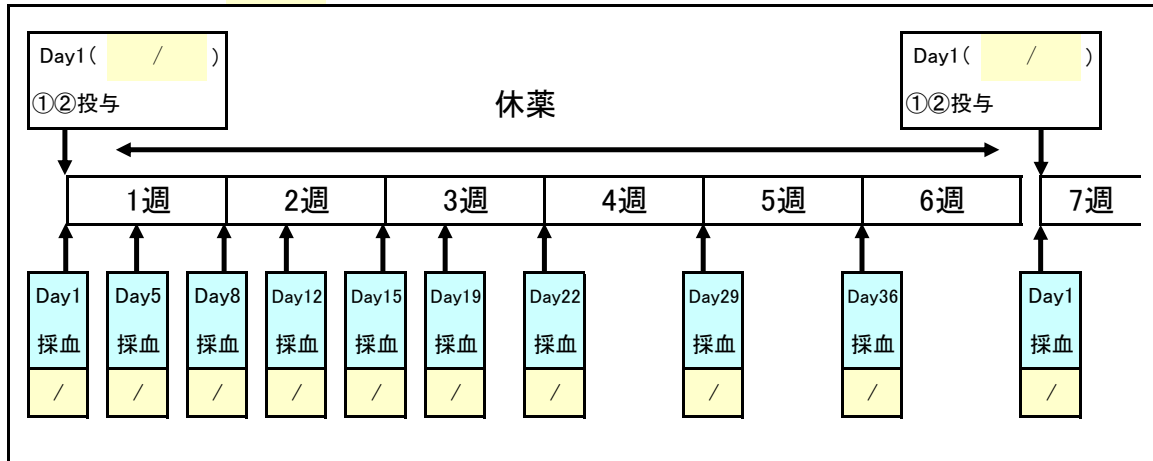 Day1( / )
①②投与
Day1( / )
①②投与
休薬
1週 2週 3週 4週 5週 6週 7週
Day1 Day5 Day8 Day12 Day15 Day19 Day22 Day29 Day36 Day1
採血 採血 採血 採血 採血 採血 採血 採血 採血 採血
/ / / / / / / / / /